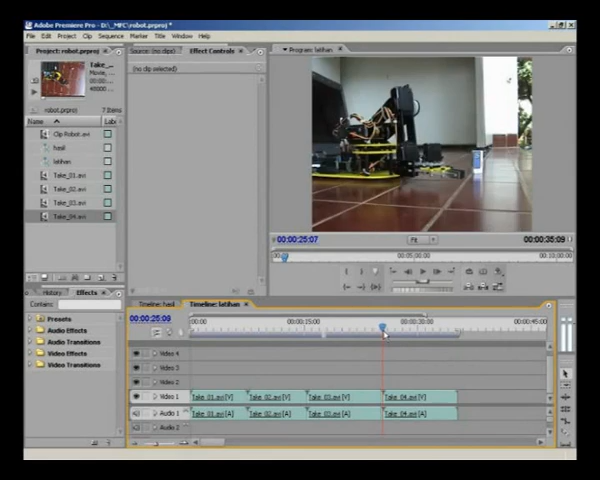 Adobe Premiere Pro - D:\_MFC\robot.prproj *
File Edit Project Clip Sequence Marker Title Window Help
Project: robot.prproj
Source: (no clips)
Effect Controls
Program: latihan
Take_...
Movie, ...
00:00:...
48000 ...
(no clip selected)
robot.prproj
7 Items
Name
Labe
Clip Robot.avi
hasil
latihan
Take_01.avi
Take_02.avi
Take_03.avi
Take_04.avi
00:00:25:07
Fit
00:00:35:09
00:05:00:00
00:10:00:00
History
Effects
Contains:
Presets
Audio Effects
Audio Transitions
Video Effects
Video Transitions
Timeline: hasil
Timeline: latihan
00:00:25:08
:00:00
00:00:15:00
00:00:30:00
00:00:45:00
Video 4
Video 3
Video 2
Video 1
Take_01.avi [V]
Take_02.avi [V]
Take_03.avi [V]
Take_04.avi [V]
Audio 1
Take_01.avi [A]
Take_02.avi [A]
Take_03.avi [A]
Take_04.avi [A]
Audio 2